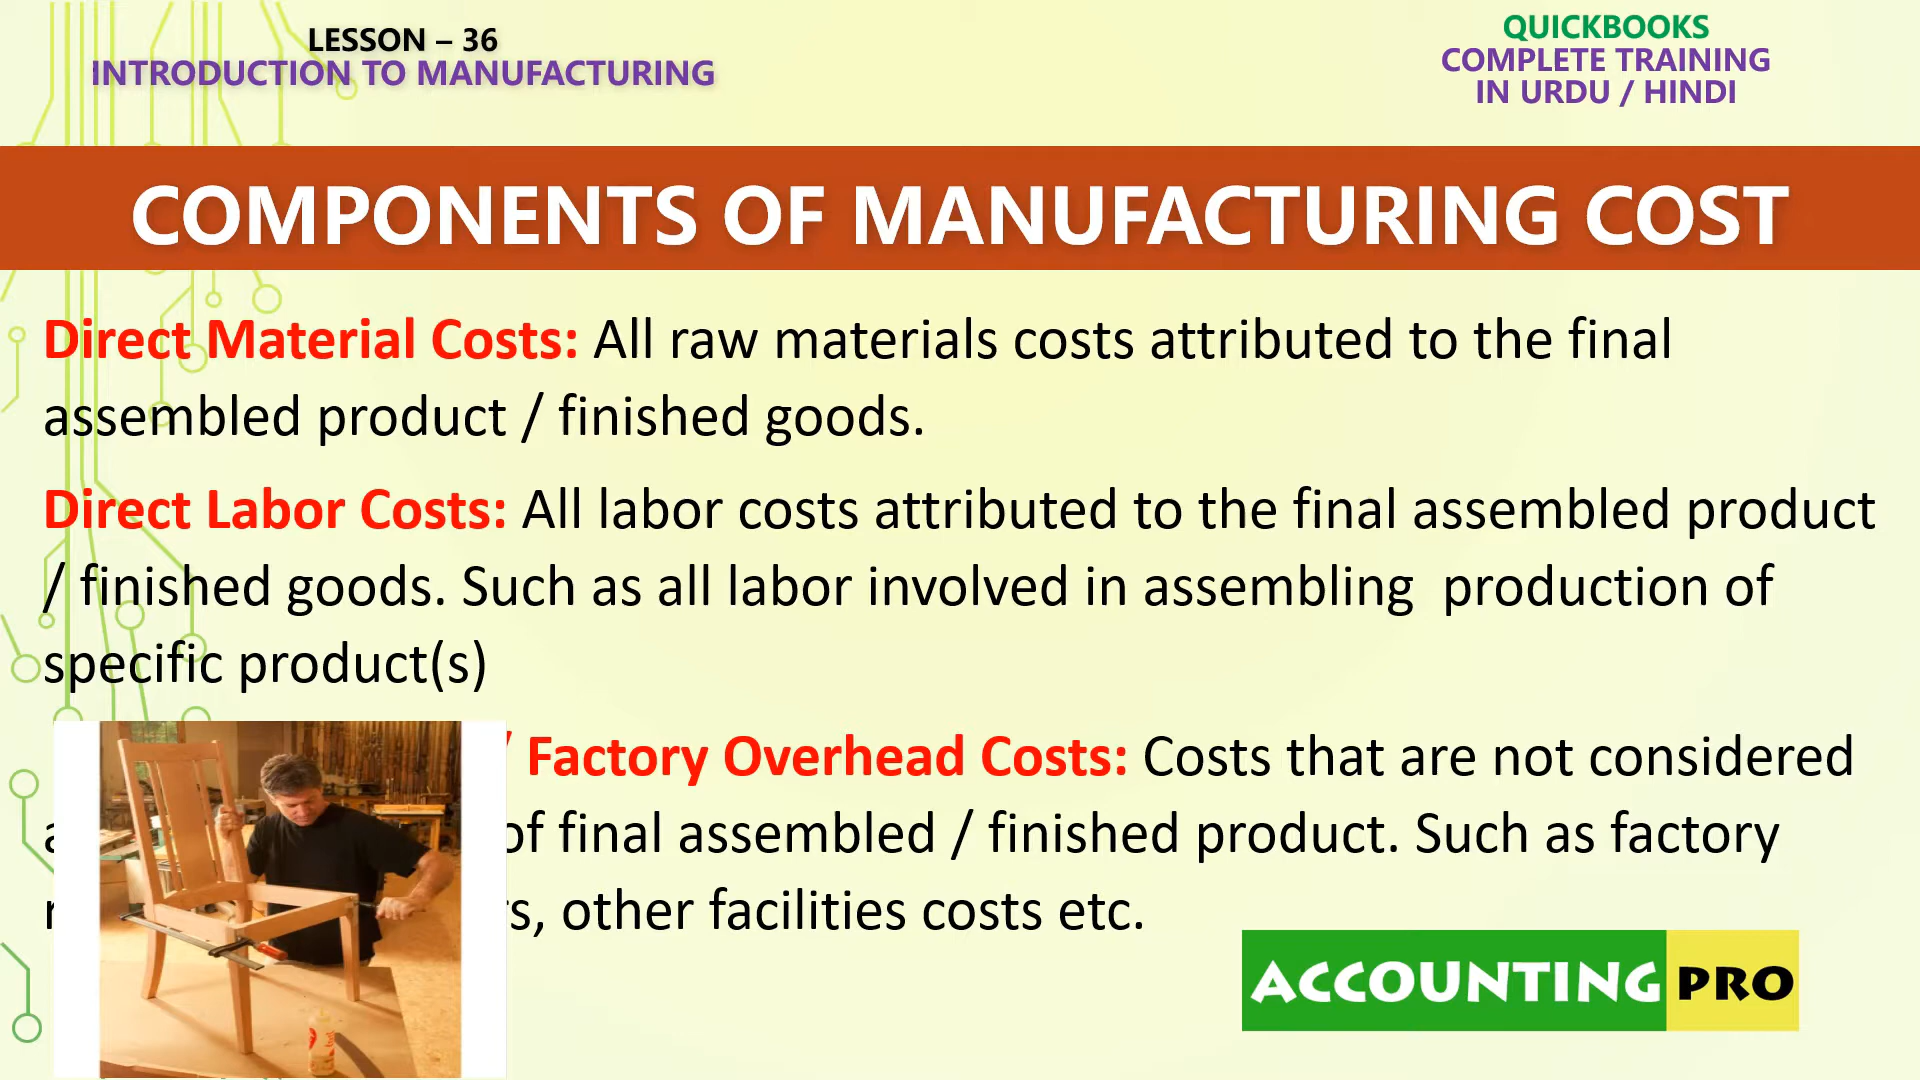 LESSON – 36
INTRODUCTION TO MANUFACTURING
QUICKBOOKS
COMPLETE TRAINING
IN URDU / HINDI
COMPONENTS OF MANUFACTURING COST
Direct Material Costs: All raw materials costs attributed to the final
assembled product / finished goods.
Direct Labor Costs: All labor costs attributed to the final assembled product
/ finished goods. Such as all labor involved in assembling  production of
specific product(s)
/ Factory Overhead Costs: Costs that are not considered
of final assembled / finished product. Such as factory
other facilities costs etc.
ACCOUNTING PRO